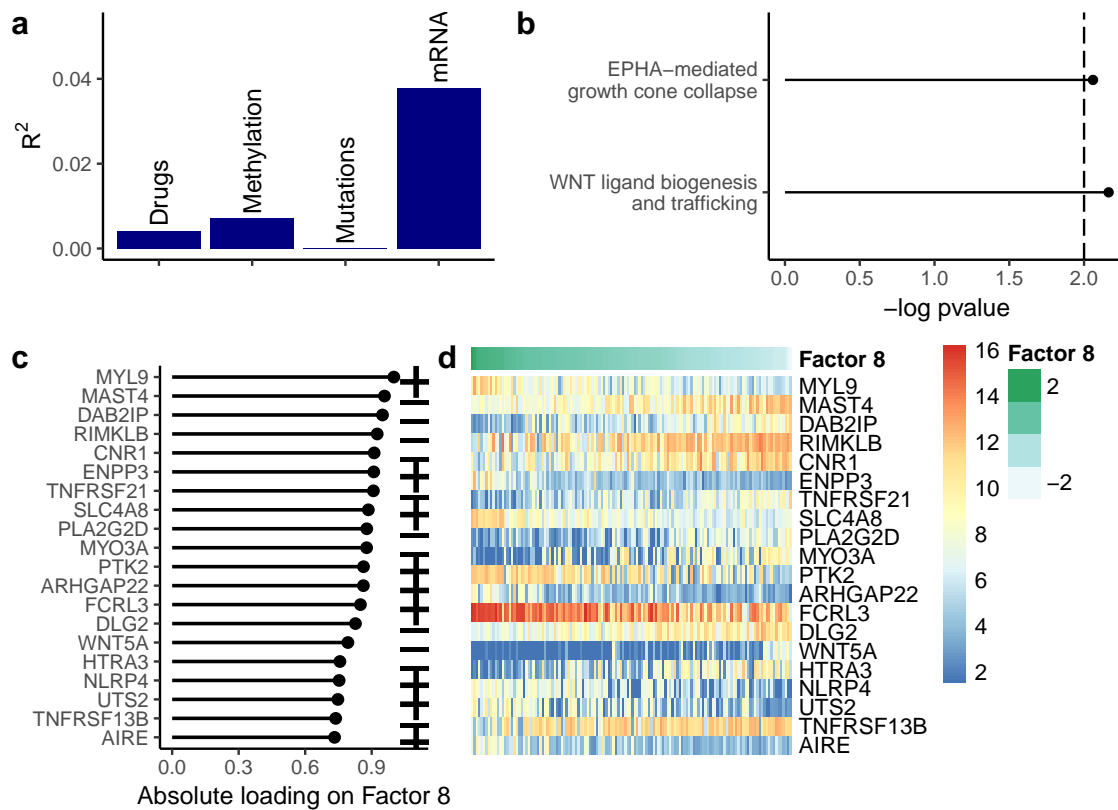 a
R2
0.04
0.02
0.00
Drugs
Methylation
Mutations
mRNA
b
EPHA−mediated
growth cone collapse
WNT ligand biogenesis
and trafficking
0.0
0.5
1.0
1.5
2.0
−log pvalue
c
MYL9
MAST4
DAB2IP
RIMKLB
CNR1
ENPP3
TNFRSF21
SLC4A8
PLA2G2D
MYO3A
PTK2
ARHGAP22
FCRL3
DLG2
WNT5A
HTRA3
NLRP4
UTS2
TNFRSF13B
AIRE
0.0
0.3
0.6
0.9
Absolute loading on Factor 8
d
Factor 8
MYL9
MAST4
DAB2IP
RIMKLB
CNR1
ENPP3
TNFRSF21
SLC4A8
PLA2G2D
MYO3A
PTK2
ARHGAP22
FCRL3
DLG2
WNT5A
HTRA3
NLRP4
UTS2
TNFRSF13B
AIRE
16
14
12
10
8
6
4
2
Factor 8
2
−2